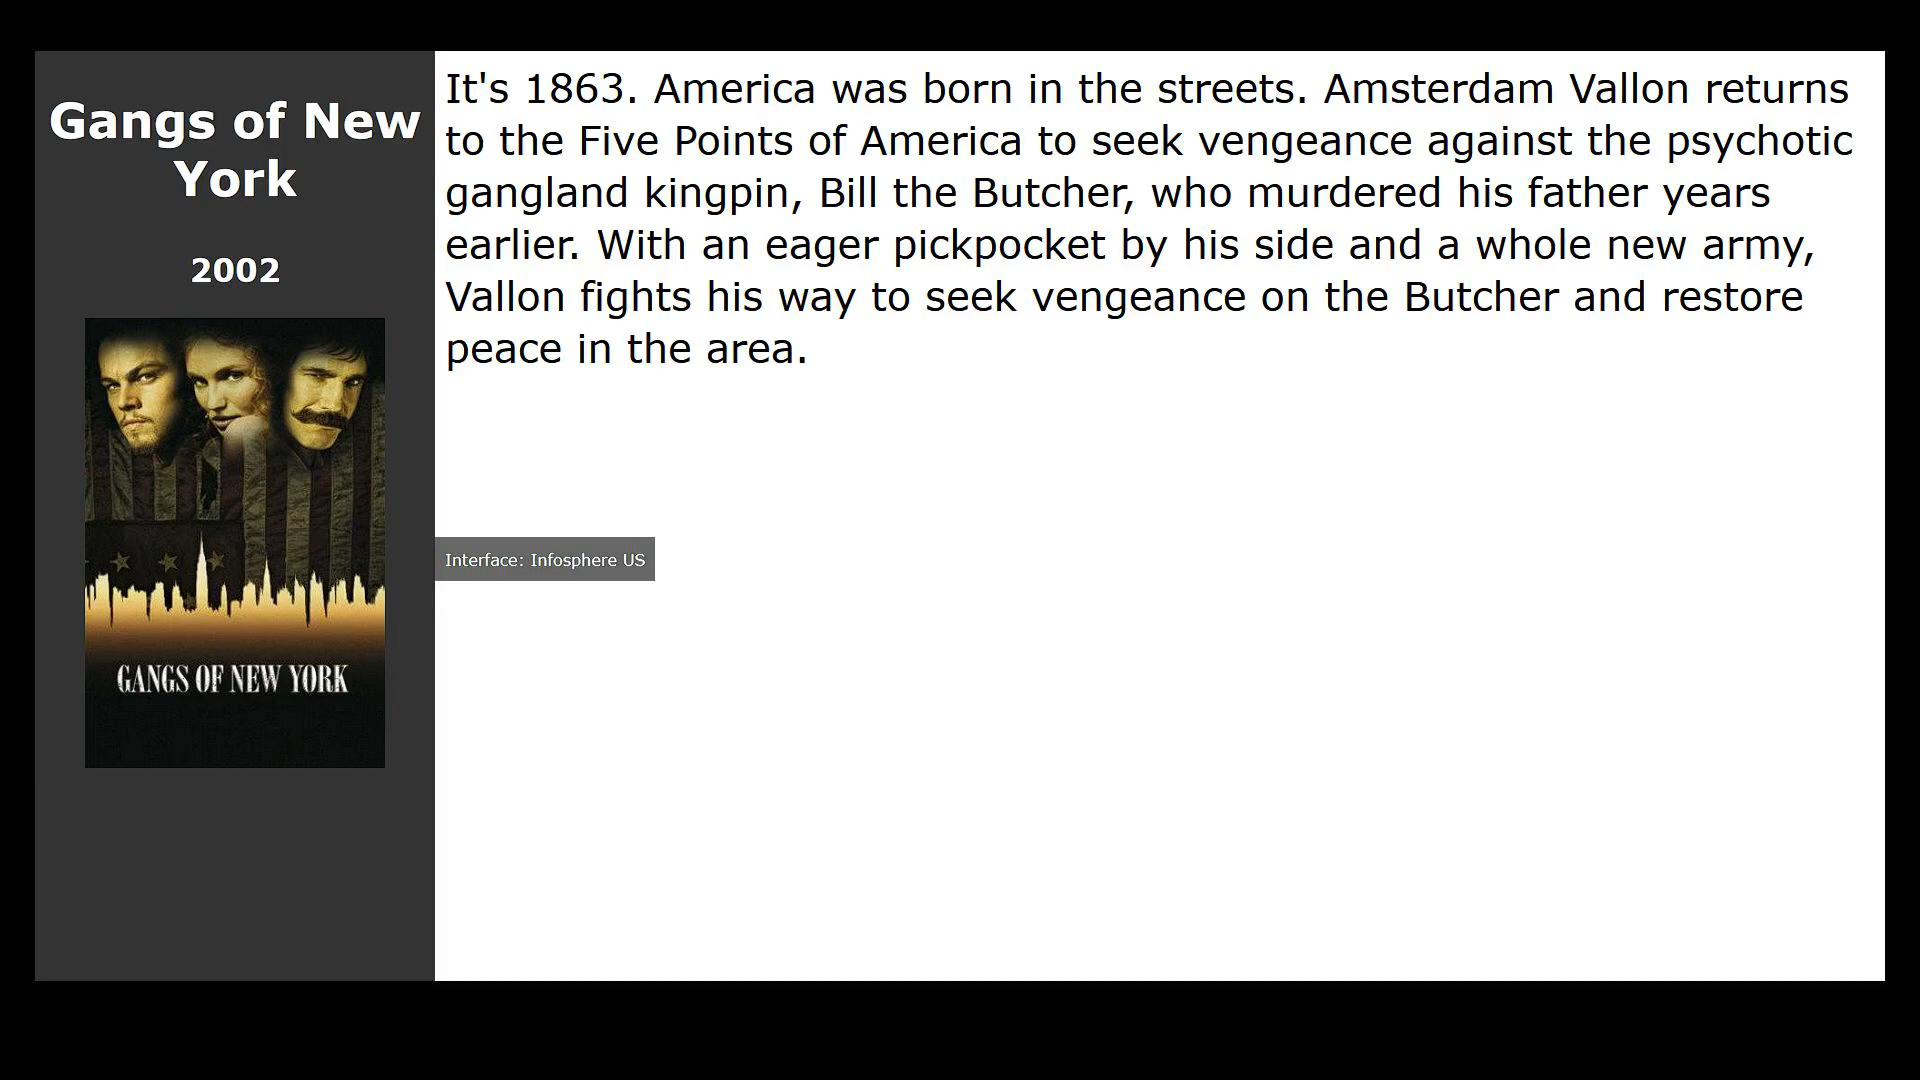 Gangs of New
York
2002
GANGS OF NEW YORK
It's 1863. America was born in the streets. Amsterdam Vallon returns
to the Five Points of America to seek vengeance against the psychotic
gangland kingpin, Bill the Butcher, who murdered his father years
earlier. With an eager pickpocket by his side and a whole new army,
Vallon fights his way to seek vengeance on the Butcher and restore
peace in the area.
Interface: Infosphere US